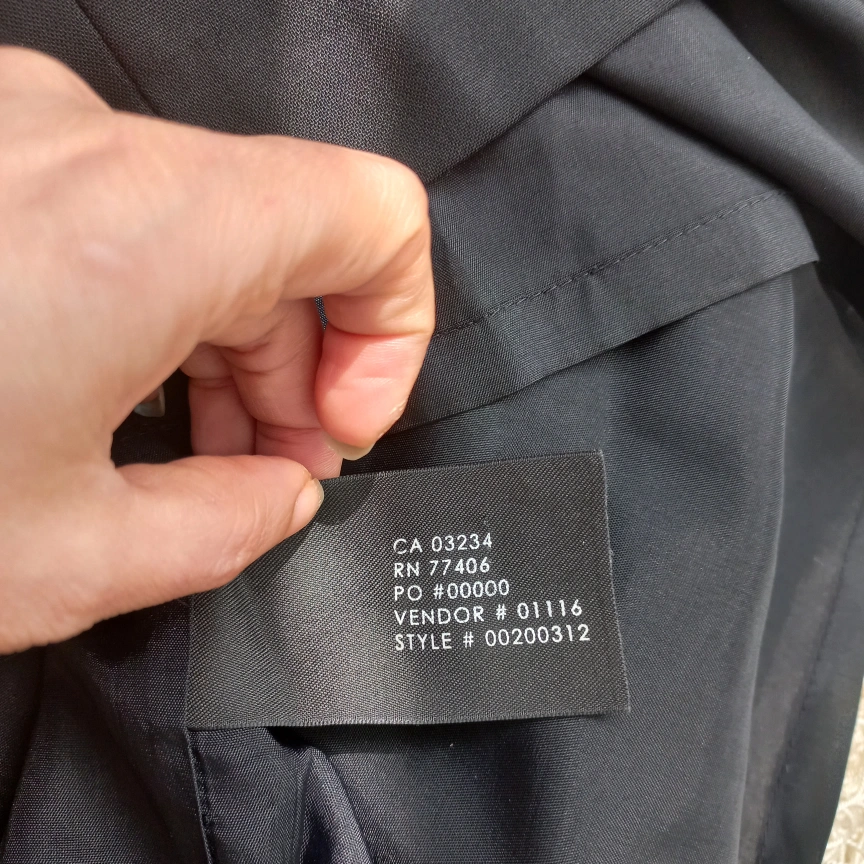 CA 03234
RN 77406
PO #00000
VENDOR # 01116
STYLE # 00200312